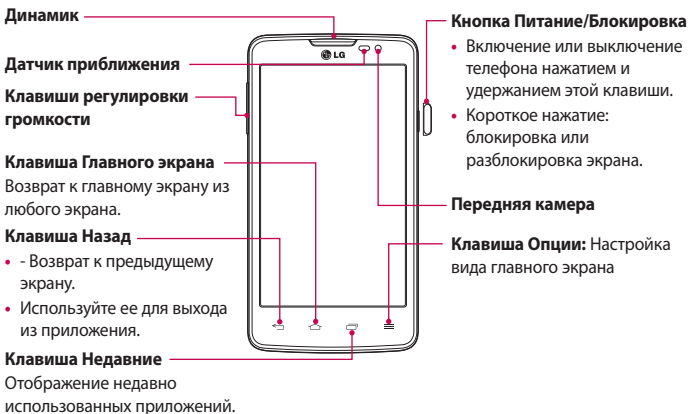 Динамик
Датчик приближения
Клавиши регулировки
громкости
Клавиша Главного экрана
Возврат к главному экрану из
любого экрана.
Клавиша Назад
• - Возврат к предыдущему
экрану.
• Используйте ее для выхода
из приложения.
Клавиша Недавние
Отображение недавно
использованных приложений.
LG
Кнопка Питание/Блокировка
• Включение или выключение
телефона нажатием и
удержанием этой клавиши.
• Короткое нажатие:
блокировка или
разблокировка экрана.
Передняя камера
Клавиша Опции: Настройка
вида главного экрана